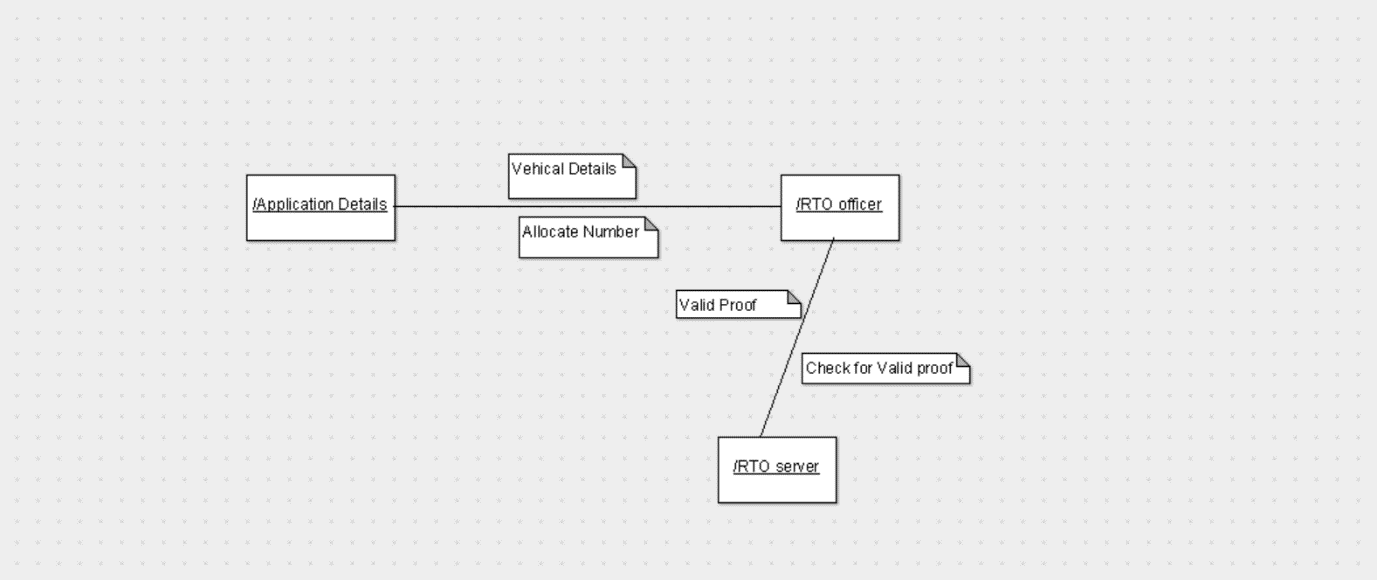 Vehical Details
/Application Details
/RTO officer
Allocate Number
Valid Proof
Check for Valid proof
/RTO server